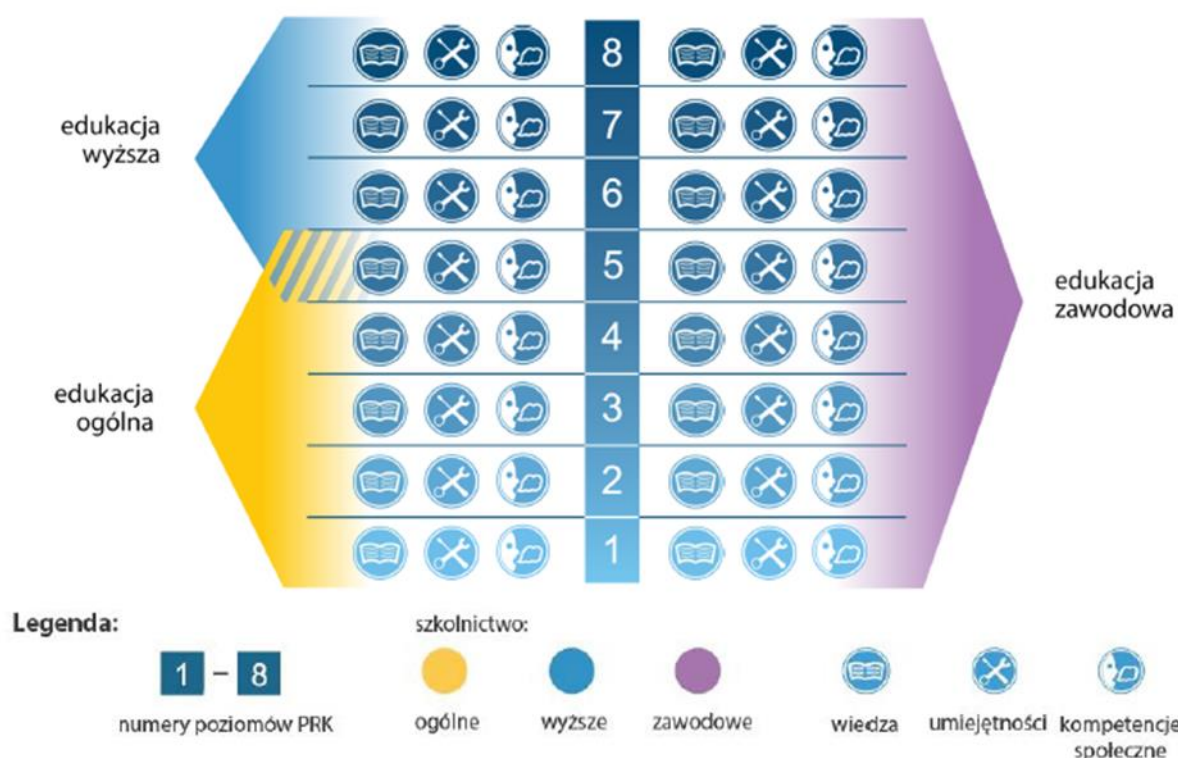 8
edukacja
wyższa
7
6
5
edukacja
zawodowa
4
edukacja
ogólna
3
2
1
Legenda:
szkolnictwo:
1 – 8
numery poziomów PRK
ogólne
wyższe
zawodowe
wiedza
umiejętności
kompetencje
społeczne